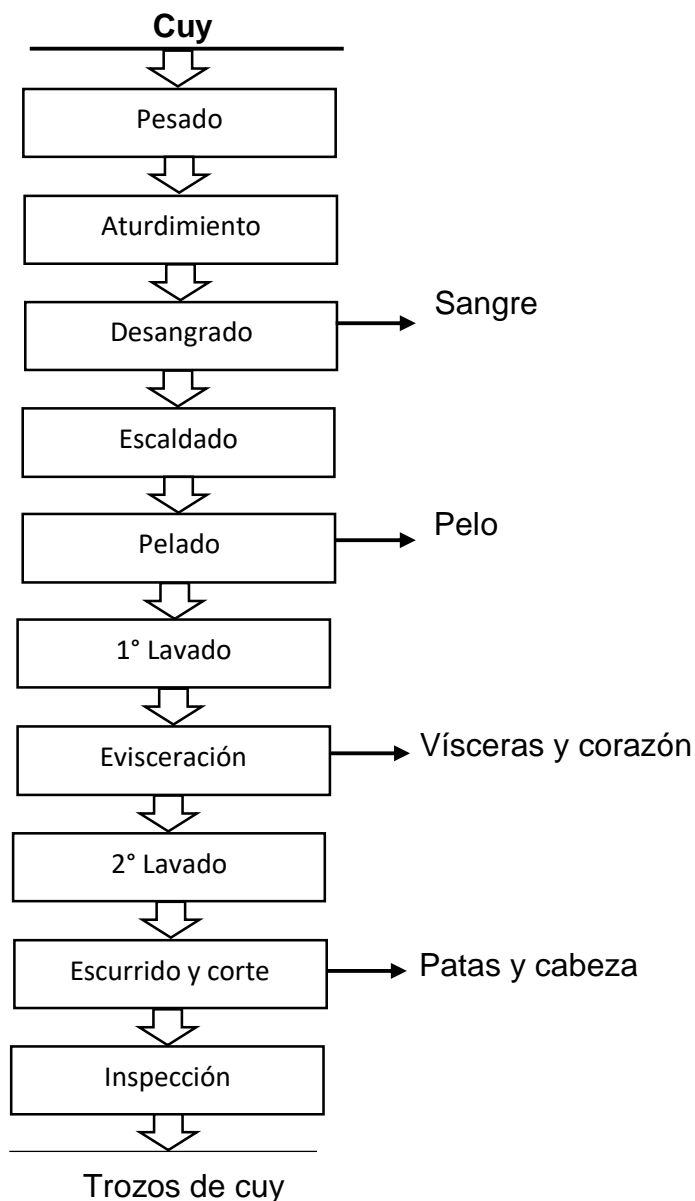 Cuy
Pesado
Aturdimiento
Desangrado
Sangre
Escaldado
Pelado
Pelo
1° Lavado
Evisceración
Vísceras y corazón
2° Lavado
Escurrido y corte
Patas y cabeza
Inspección
Trozos de cuy